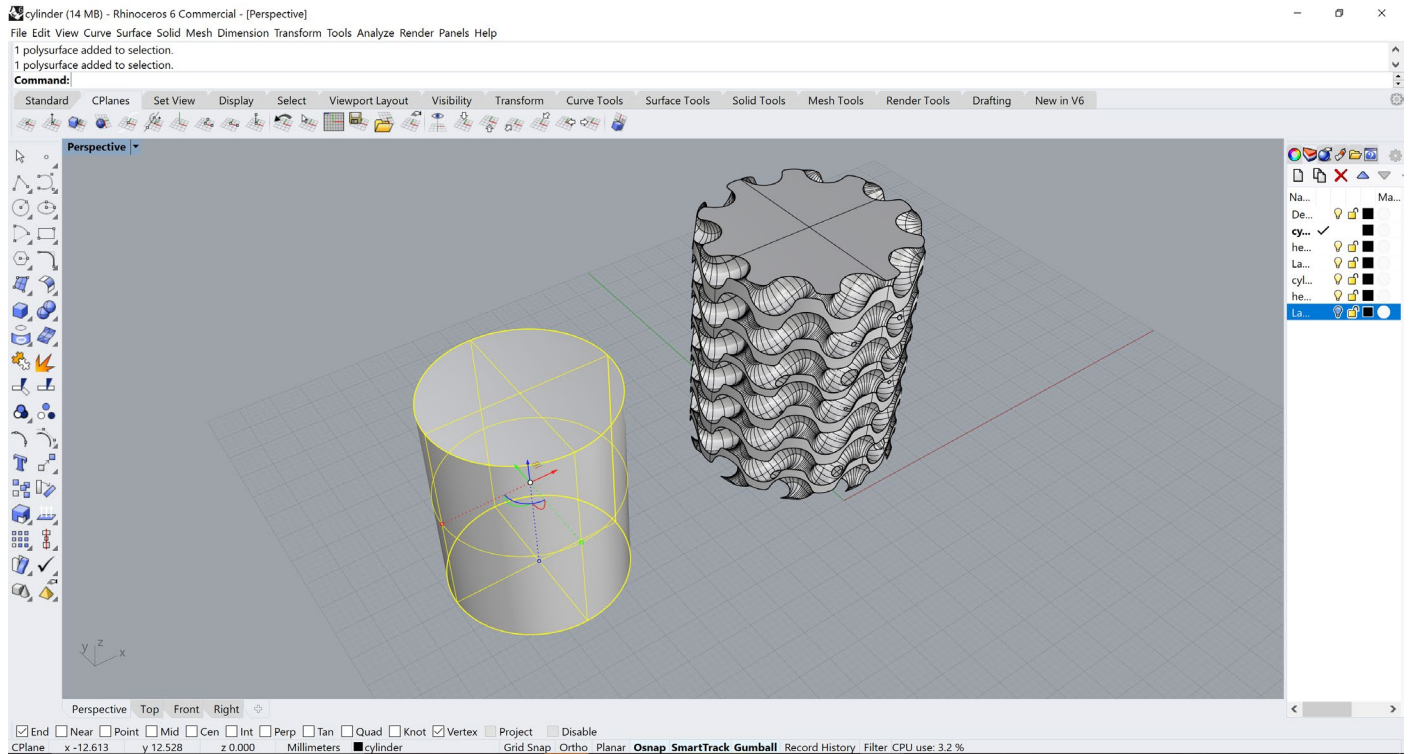 cylinder (14 MB) - Rhinoceros 6 Commercial - [Perspective]
File Edit View Curve Surface Solid Mesh Dimension Transform Tools Analyze Render Panels Help
1 polysurface added to selection.
1 polysurface added to selection.
Command:
Standard CPlanes Set View Display Select Viewport Layout Visibility Transform Curve Tools Surface Tools Solid Tools Mesh Tools Render Tools Drafting New in V6
Perspective
Na... Ma...
De...
cy...
he...
La...
cyl...
he...
La...
y z x
Perspective Top Front Right
End Near Point Mid Cen Int Perp Tan Quad Knot Vertex Project Disable
CPlane x -12.613 y 12.528 z 0.000 Millimeters cylinder Grid Snap Ortho Planar Osnap SmartTrack Gumball Record History Filter CPU use: 3.2 %